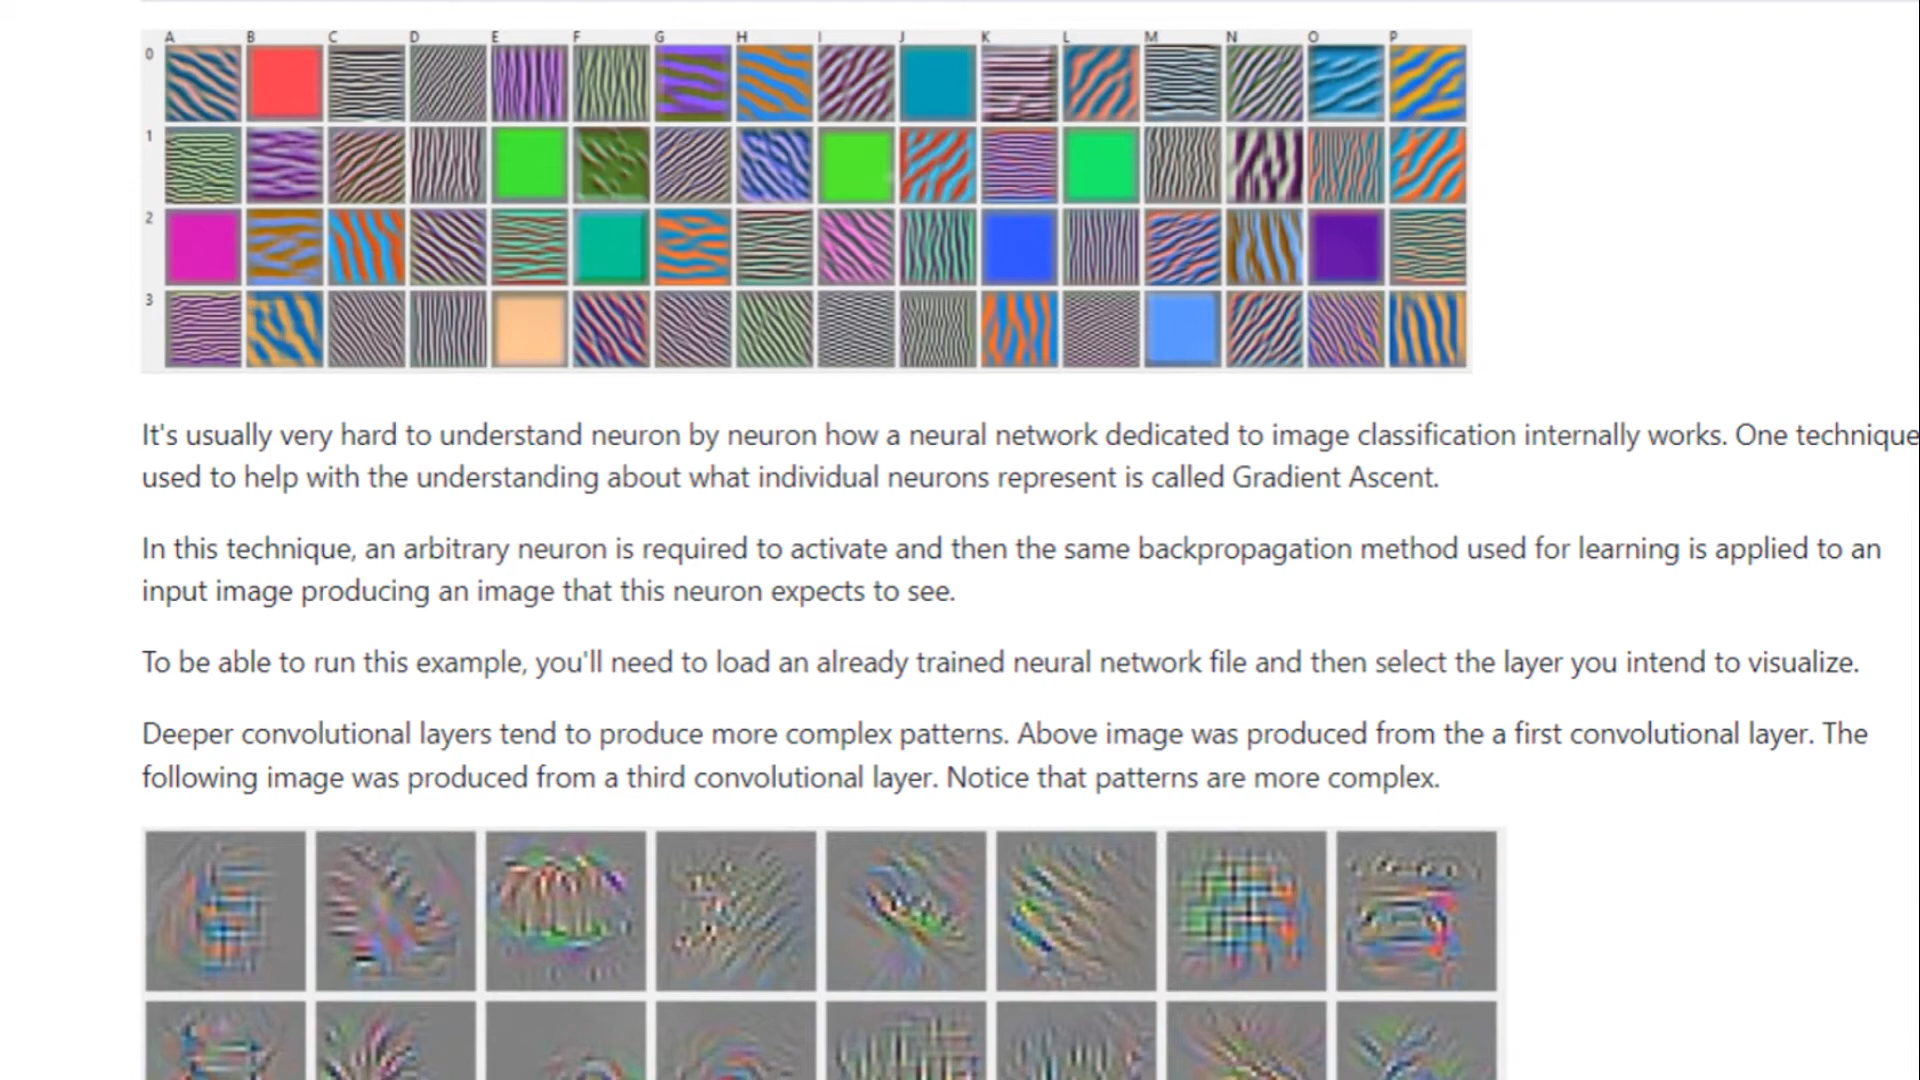 A B C D E F G H I J K L M N O P
0
1
2
3
It's usually very hard to understand neuron by neuron how a neural network dedicated to image classification internally works. One technique
used to help with the understanding about what individual neurons represent is called Gradient Ascent.
In this technique, an arbitrary neuron is required to activate and then the same backpropagation method used for learning is applied to an
input image producing an image that this neuron expects to see.
To be able to run this example, you'll need to load an already trained neural network file and then select the layer you intend to visualize.
Deeper convolutional layers tend to produce more complex patterns. Above image was produced from the a first convolutional layer. The
following image was produced from a third convolutional layer. Notice that patterns are more complex.